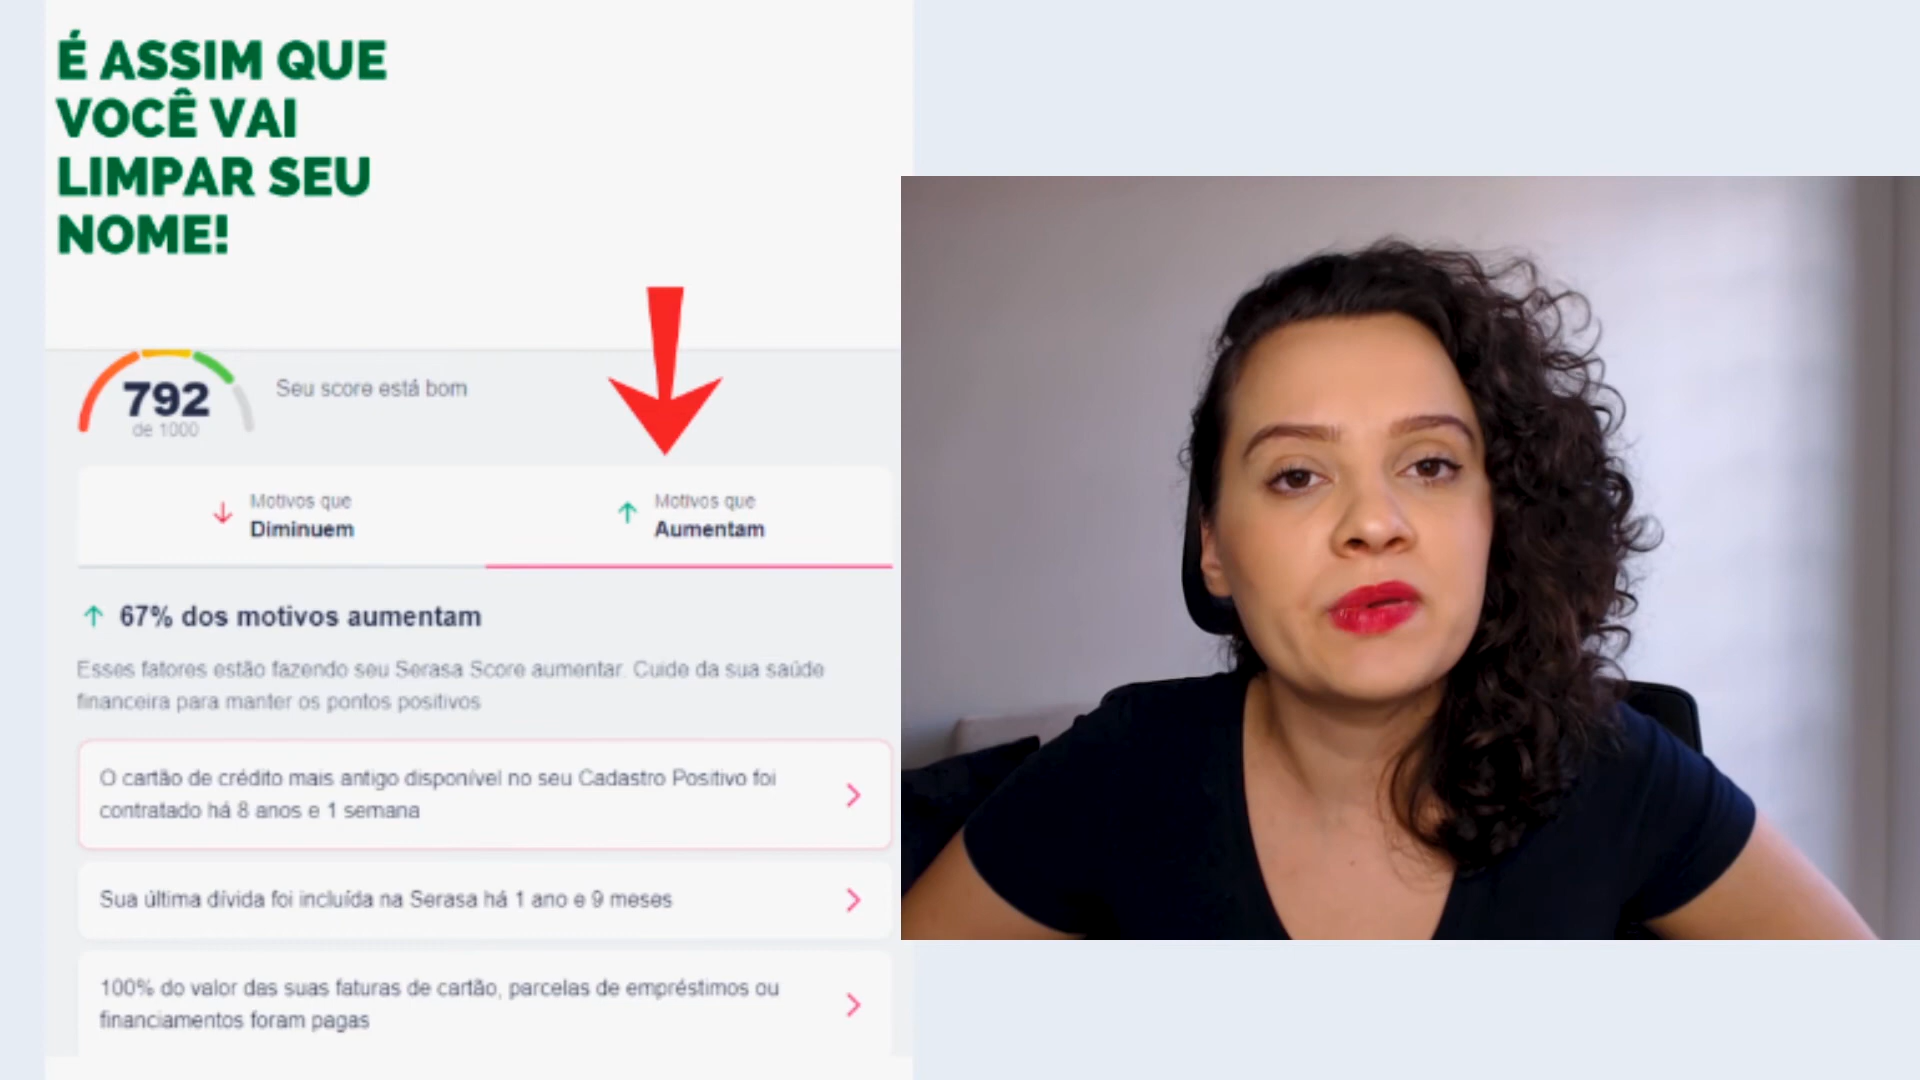 É ASSIM QUE
VOCÊ VAI
LIMPAR SEU
NOME!
792
de 1000
Seu score está bom
Motivos que
Diminuem
Motivos que
Aumentam
67% dos motivos aumentam
Esses fatores estão fazendo seu Serasa Score aumentar. Cuide da sua saúde
financeira para manter os pontos positivos
O cartão de crédito mais antigo disponível no seu Cadastro Positivo foi
contratado há 8 anos e 1 semana
Sua última dívida foi incluída na Serasa há 1 ano e 9 meses
100% do valor das suas faturas de cartão, parcelas de empréstimos ou
financiamentos foram pagas